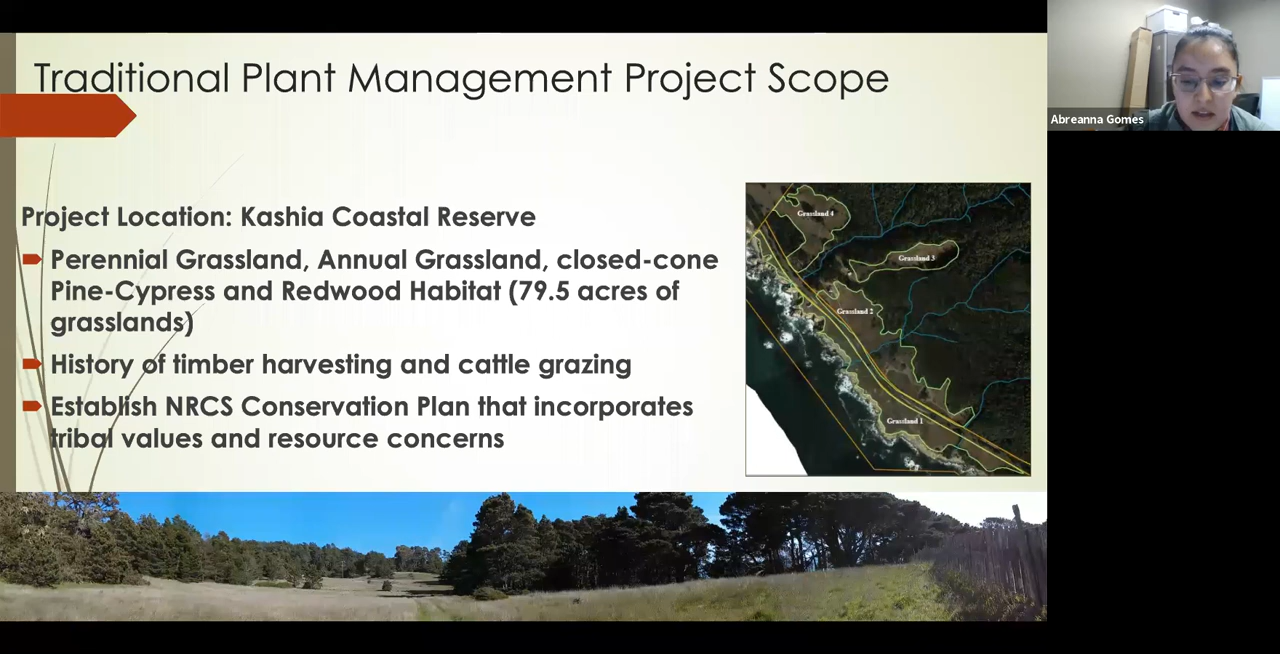 Traditional Plant Management Project Scope
Abreanna Gomes
Project Location: Kashia Coastal Reserve
Perennial Grassland, Annual Grassland, closed-cone
Pine-Cypress and Redwood Habitat (79.5 acres of
grasslands)
History of timber harvesting and cattle grazing
Establish NRCS Conservation Plan that incorporates
tribal values and resource concerns
Grassland 4
Grassland 3
Grassland 2
Grassland 1